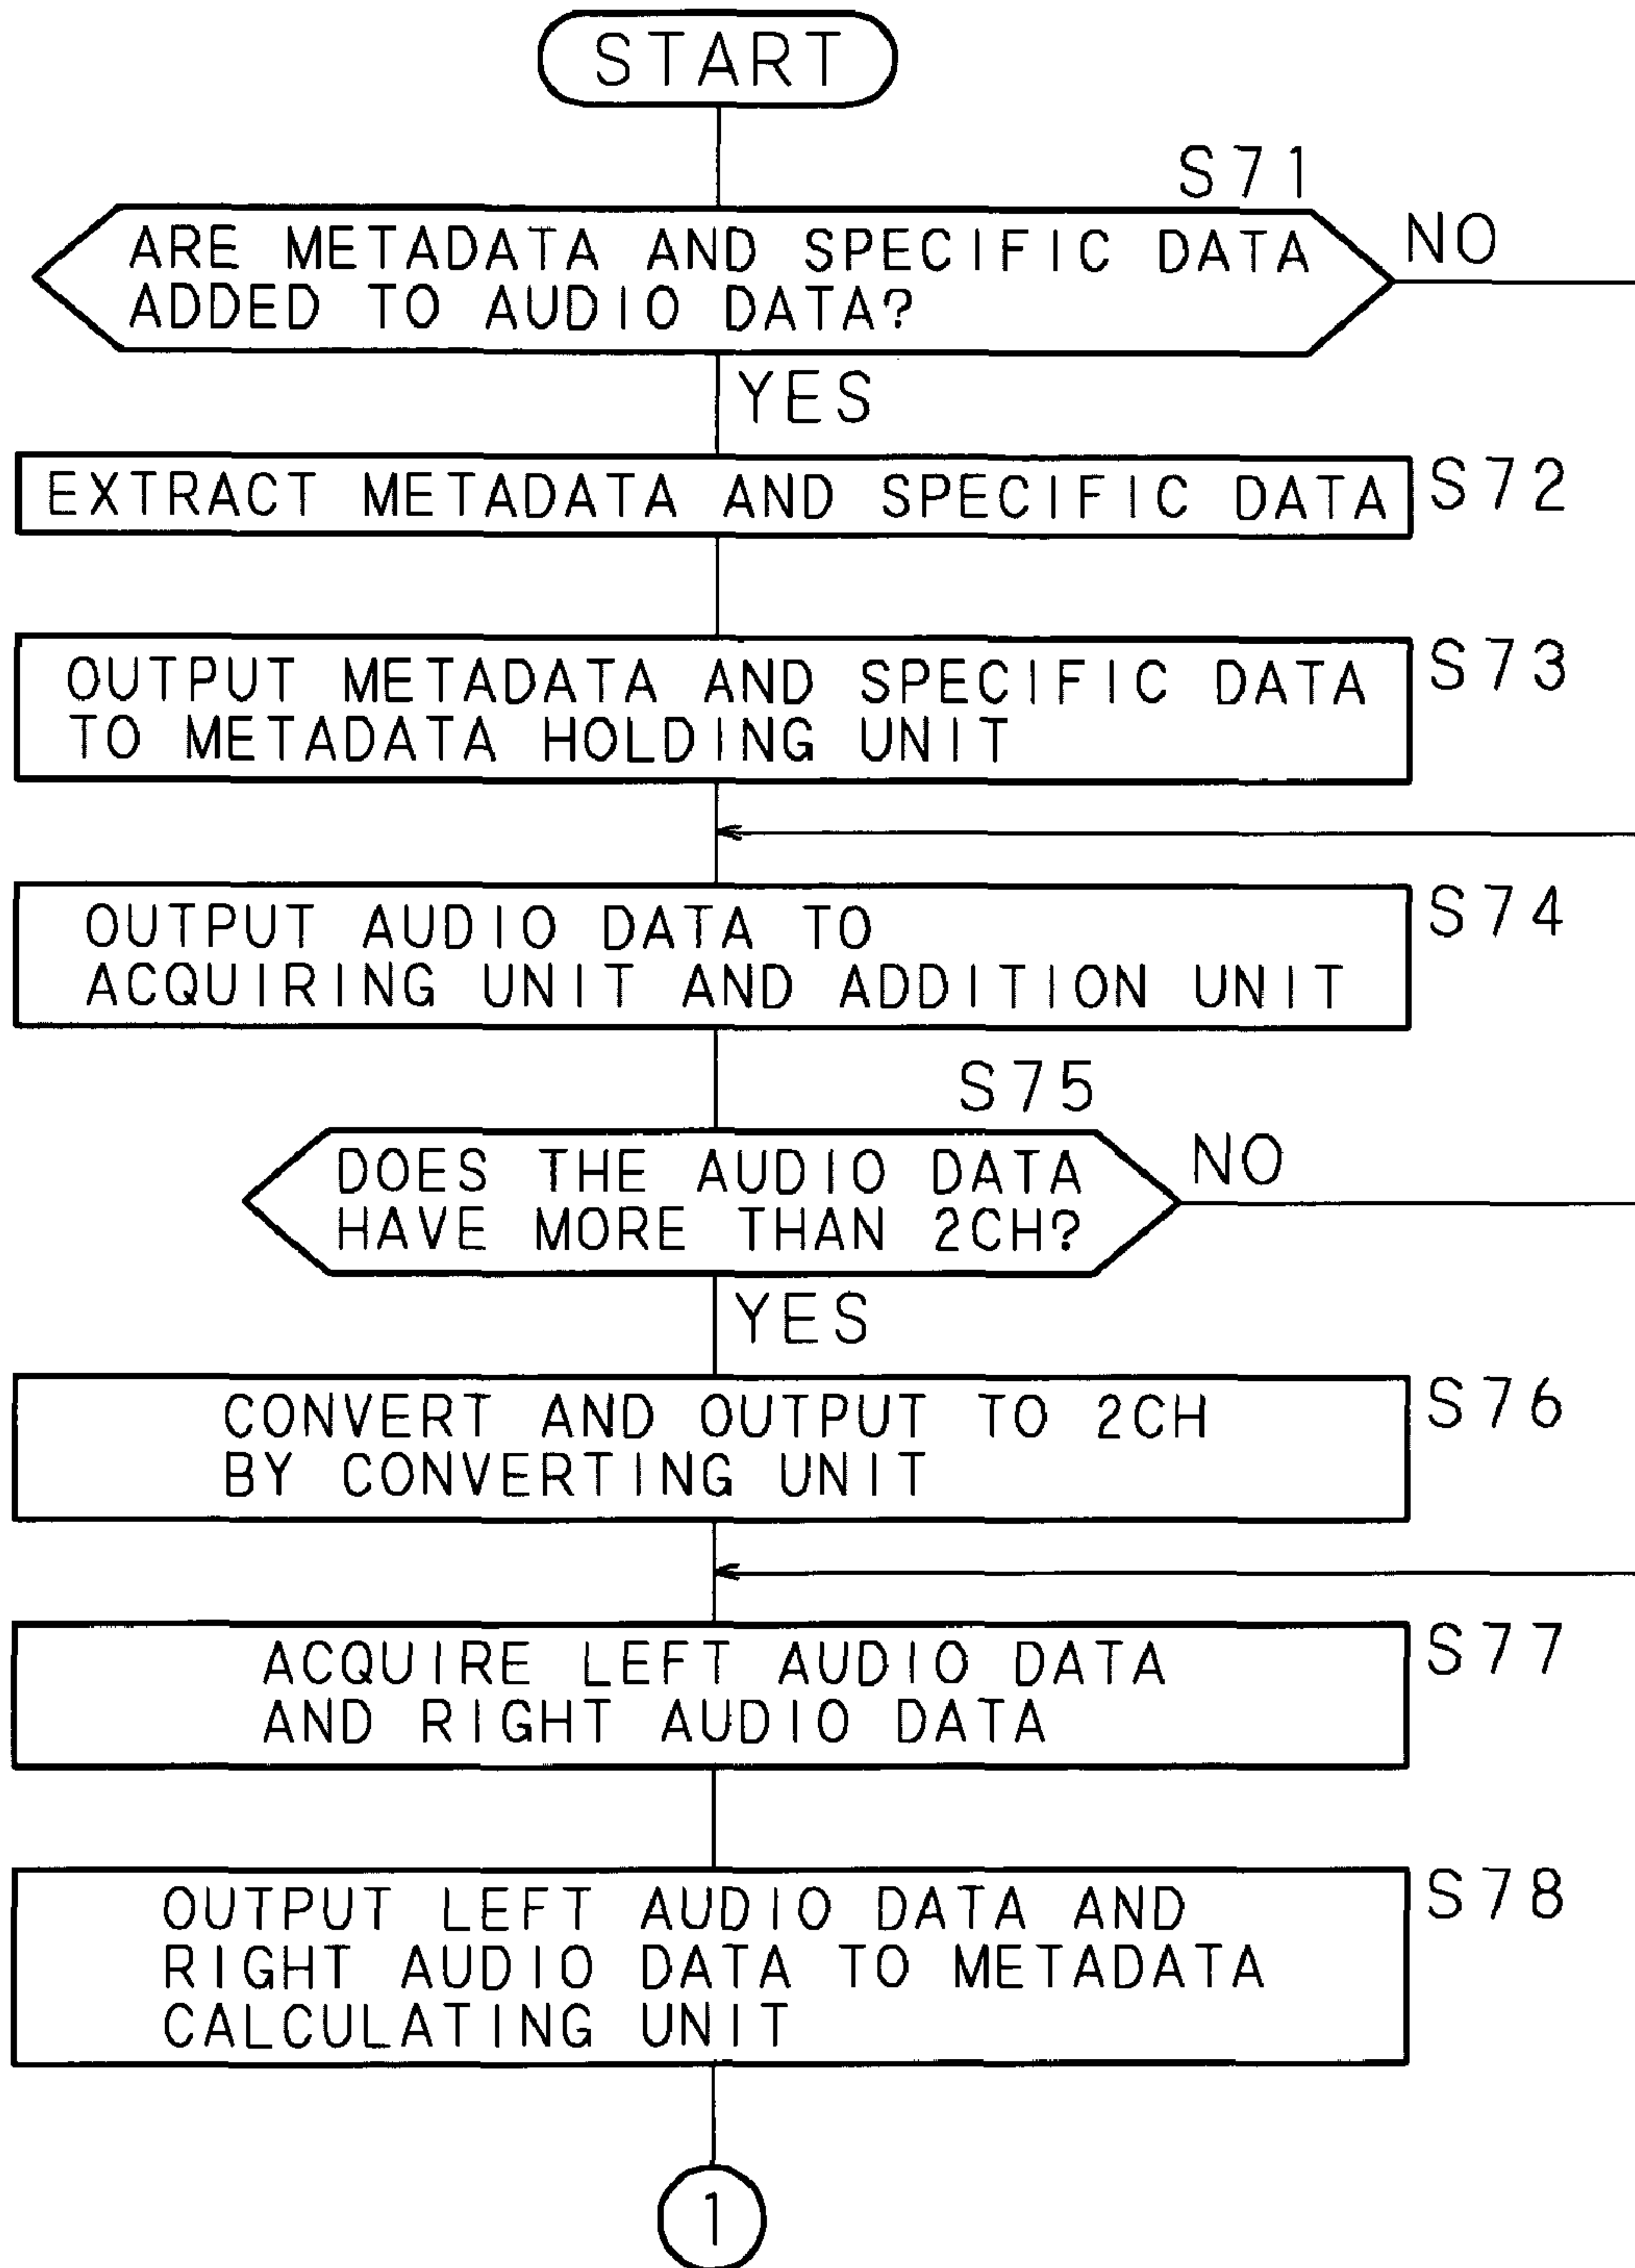 START
S71
ARE METADATA AND SPECIFIC DATA
ADDED TO AUDIO DATA?
NO
YES
EXTRACT METADATA AND SPECIFIC DATA
S72
OUTPUT METADATA AND SPECIFIC DATA
TO METADATA HOLDING UNIT
S73
OUTPUT AUDIO DATA TO
ACQUIRING UNIT AND ADDITION UNIT
S74
S75
DOES THE AUDIO DATA
HAVE MORE THAN 2CH?
NO
YES
CONVERT AND OUTPUT TO 2CH
BY CONVERTING UNIT
S76
ACQUIRE LEFT AUDIO DATA
AND RIGHT AUDIO DATA
S77
OUTPUT LEFT AUDIO DATA AND
RIGHT AUDIO DATA TO METADATA
CALCULATING UNIT
S78
1